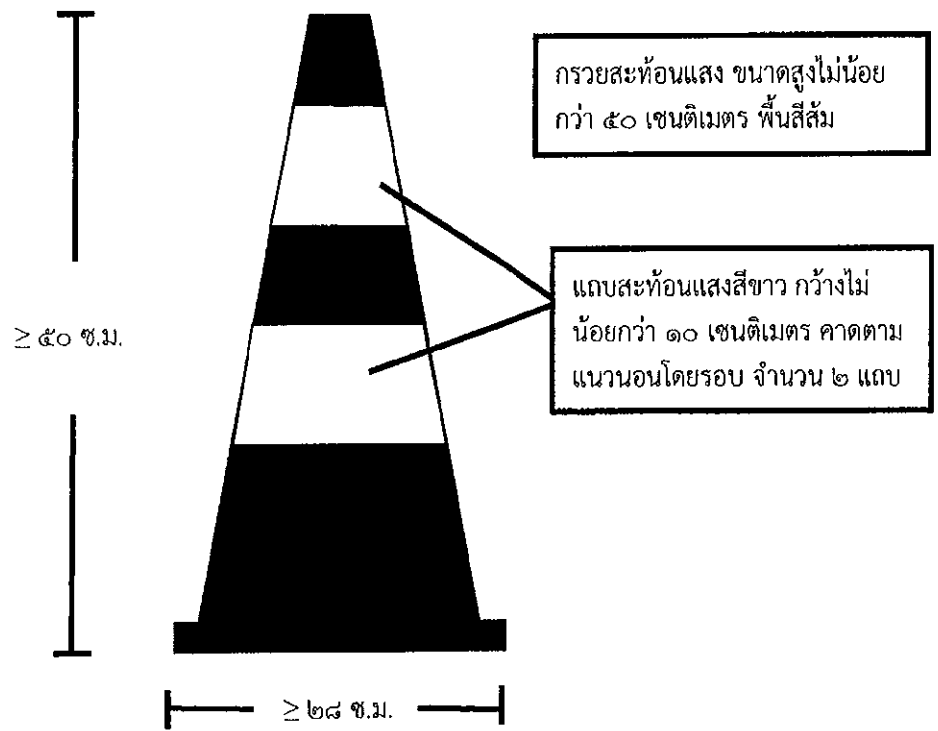 กรวยสะท้อนแสง ขนาดสูงไม่น้อย
กว่า ๕๐ เซนติเมตร พื้นสีส้ม
แถบสะท้อนแสงสีขาว กว้างไม่
น้อยกว่า ๑๐ เซนติเมตร คาดตาม
แนวนอนโดยรอบ จำนวน ๒ แถบ
≥ ๕๐ ซ.ม.
≥ ๒๘ ซ.ม.